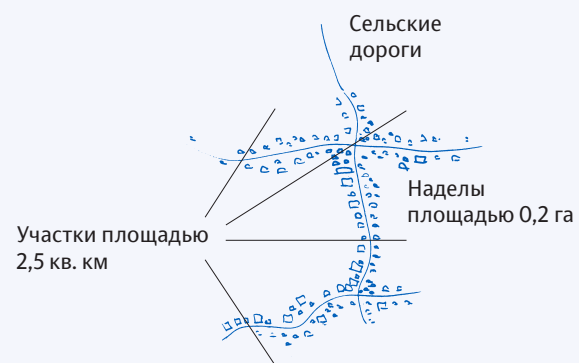 Сельские
дороги
Наделы
площадью 0,2 га
Участки площадью
2,5 кв. км